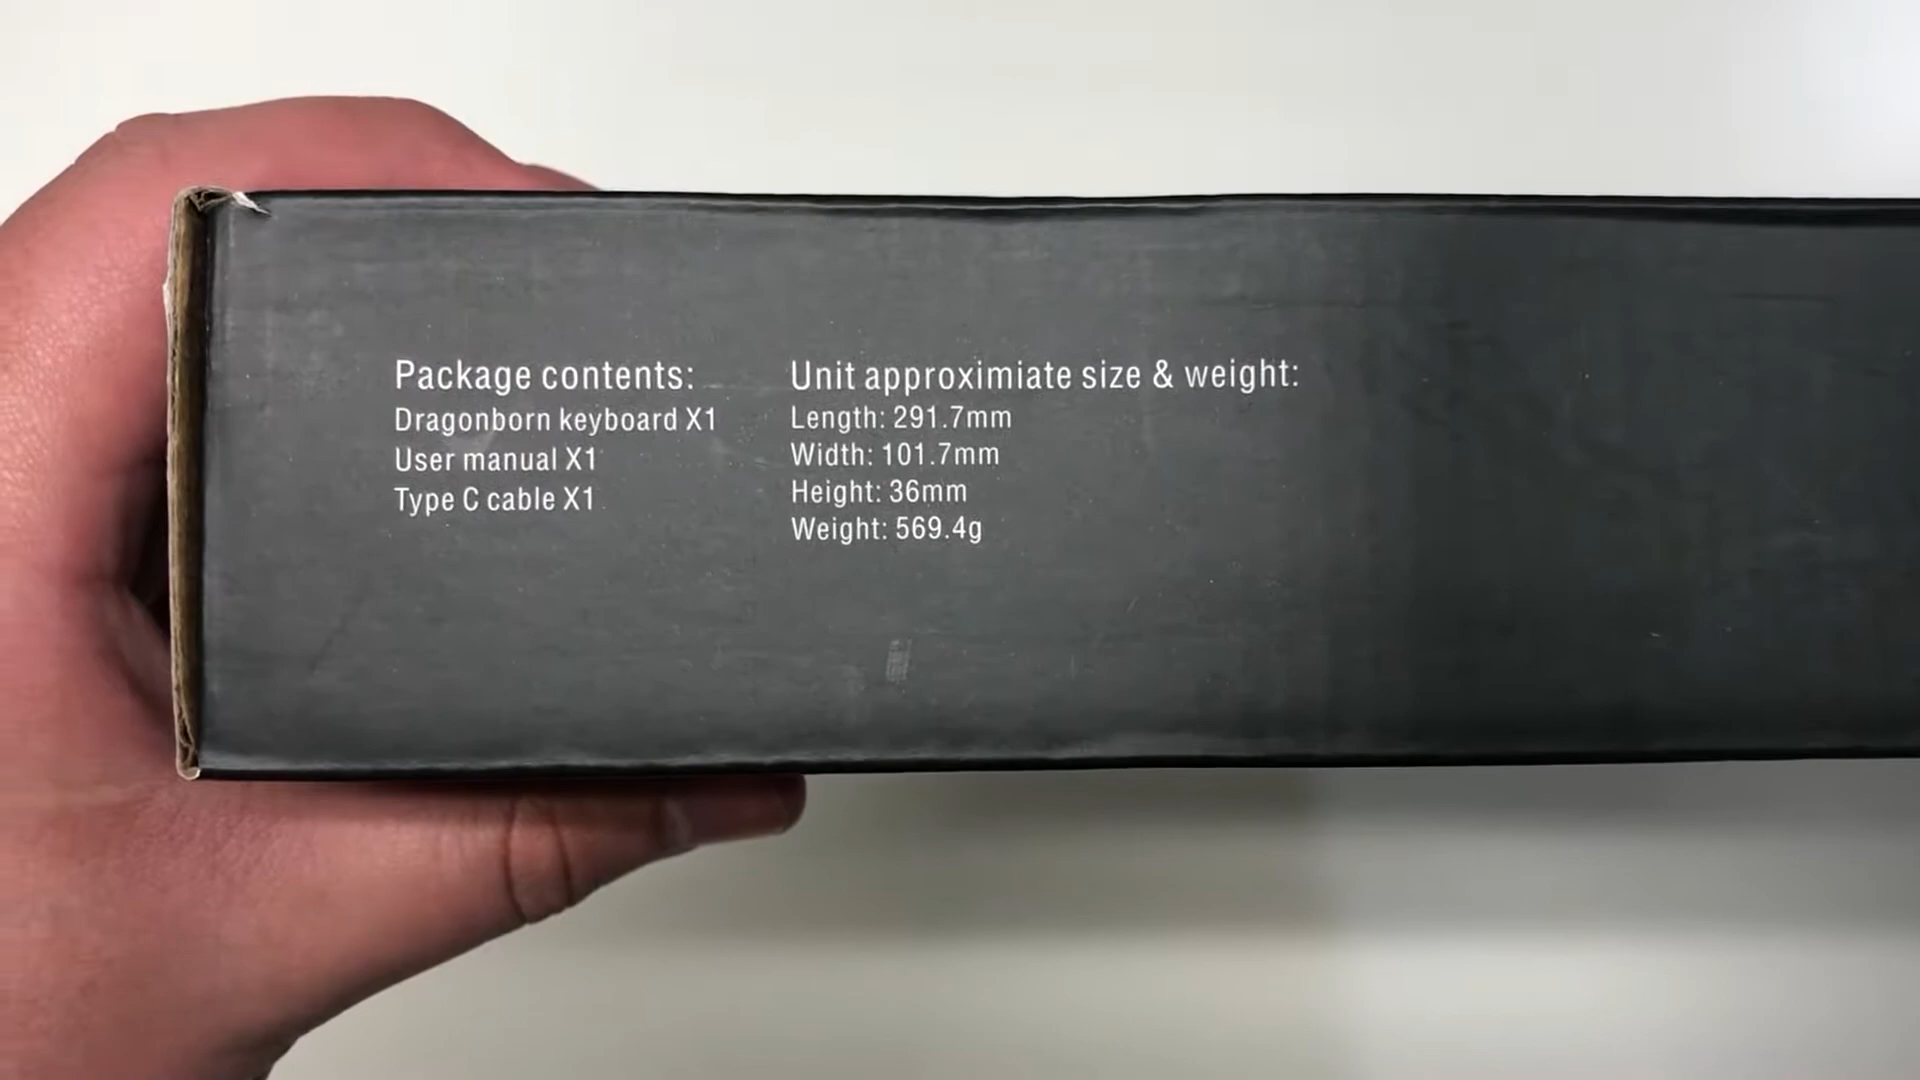 Package contents:
Dragonborn keyboard X1
User manual X1
Type C cable X1
Unit approximiate size & weight:
Length: 291.7mm
Width: 101.7mm
Height: 36mm
Weight: 569.4g